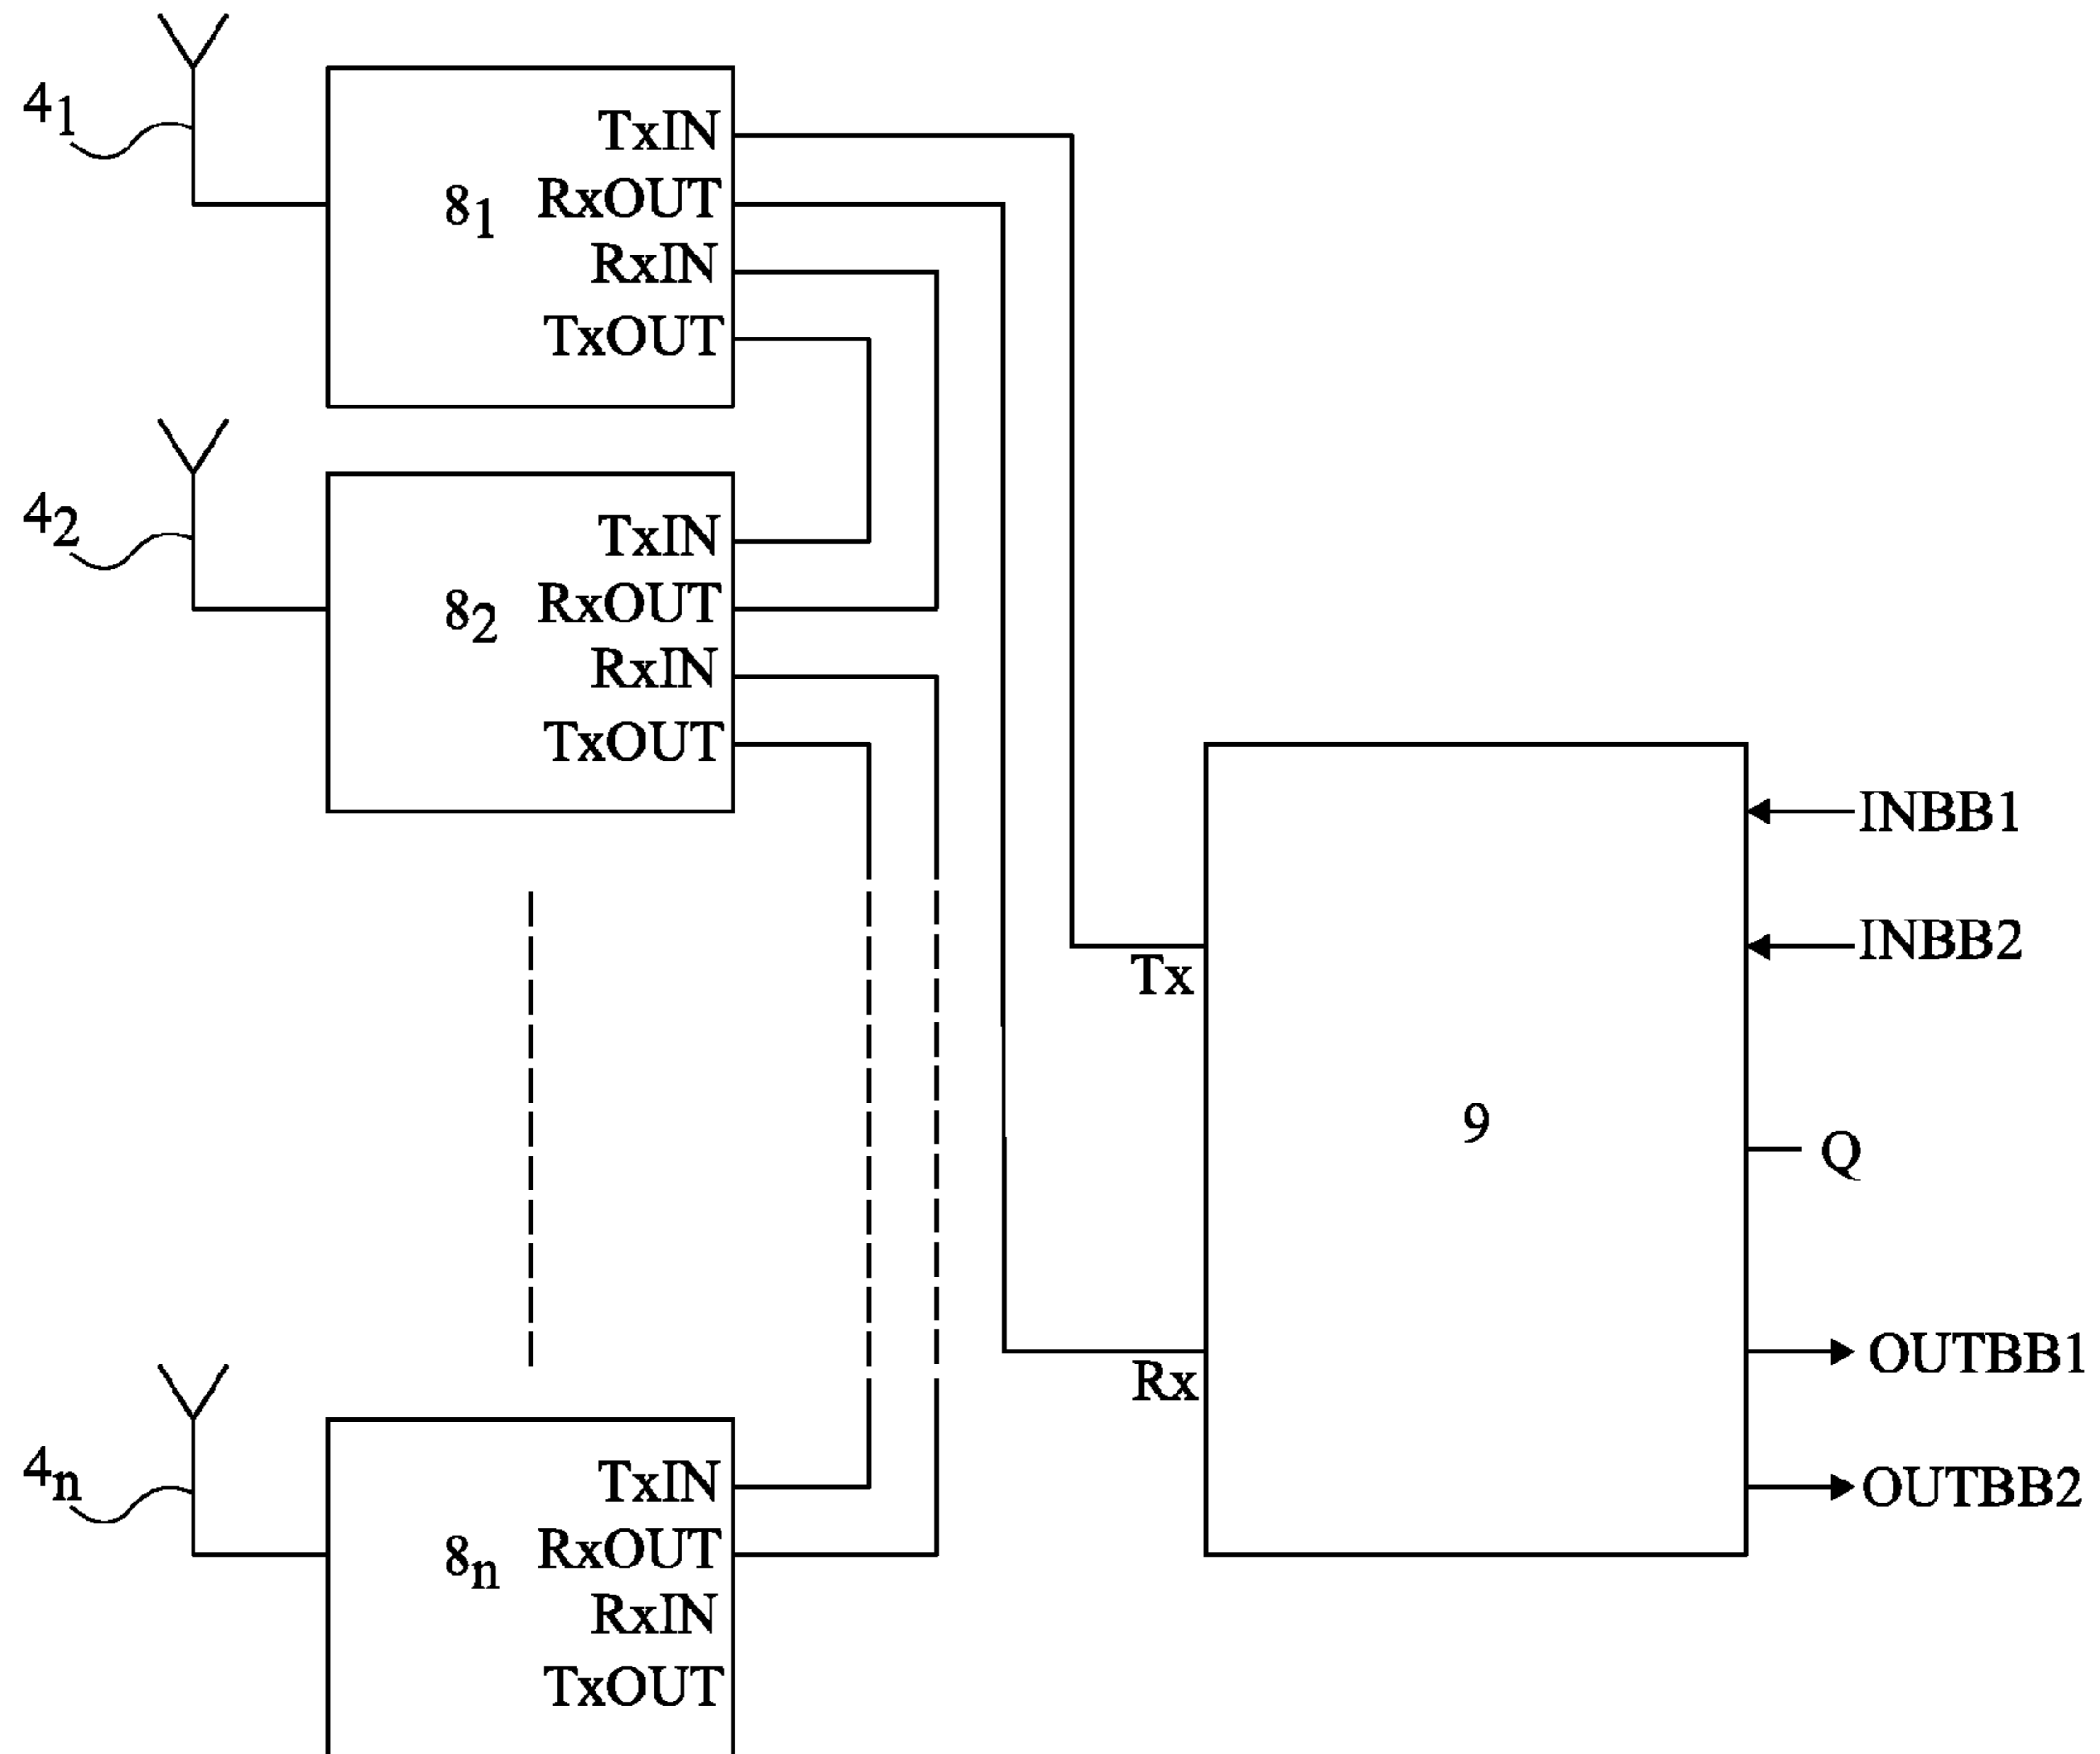 4₁
8₁
TxIN
RxOUT
RxIN
TxOUT
4₂
8₂
TxIN
RxOUT
RxIN
TxOUT
4ₙ
8ₙ
TxIN
RxOUT
RxIN
TxOUT
Tx
Rx
9
INBB1
INBB2
Q
OUTBB1
OUTBB2